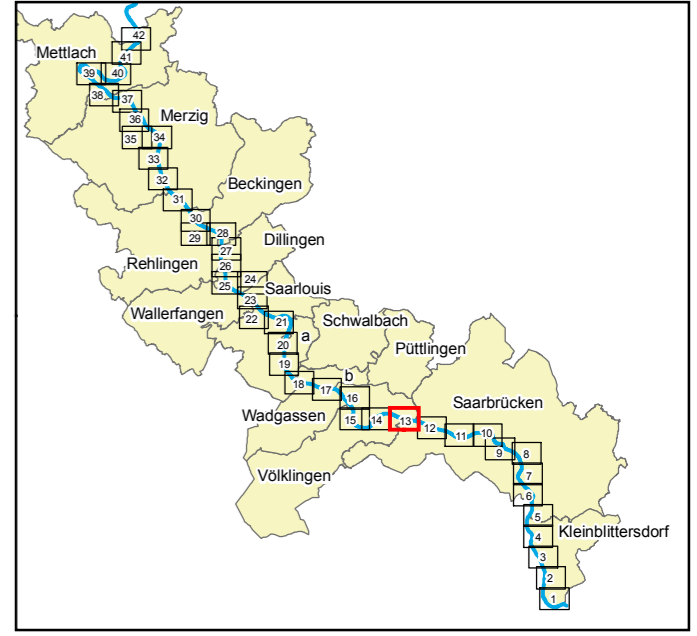 42
Mettlach
41
39
40
38
37
36
Merzig
35
34
33
32
Beckingen
31
30
28
29
Dillingen
27
Rehlingen
26
25
24
Saarlouis
23
Wallerfangen
22
21
Schwalbach
a
20
Püttlingen
19
b
18
17
16
Saarbrücken
Wadgassen
15
14
13
12
11
10
9
8
Völklingen
7
6
5
Kleinblittersdorf
4
3
2
1